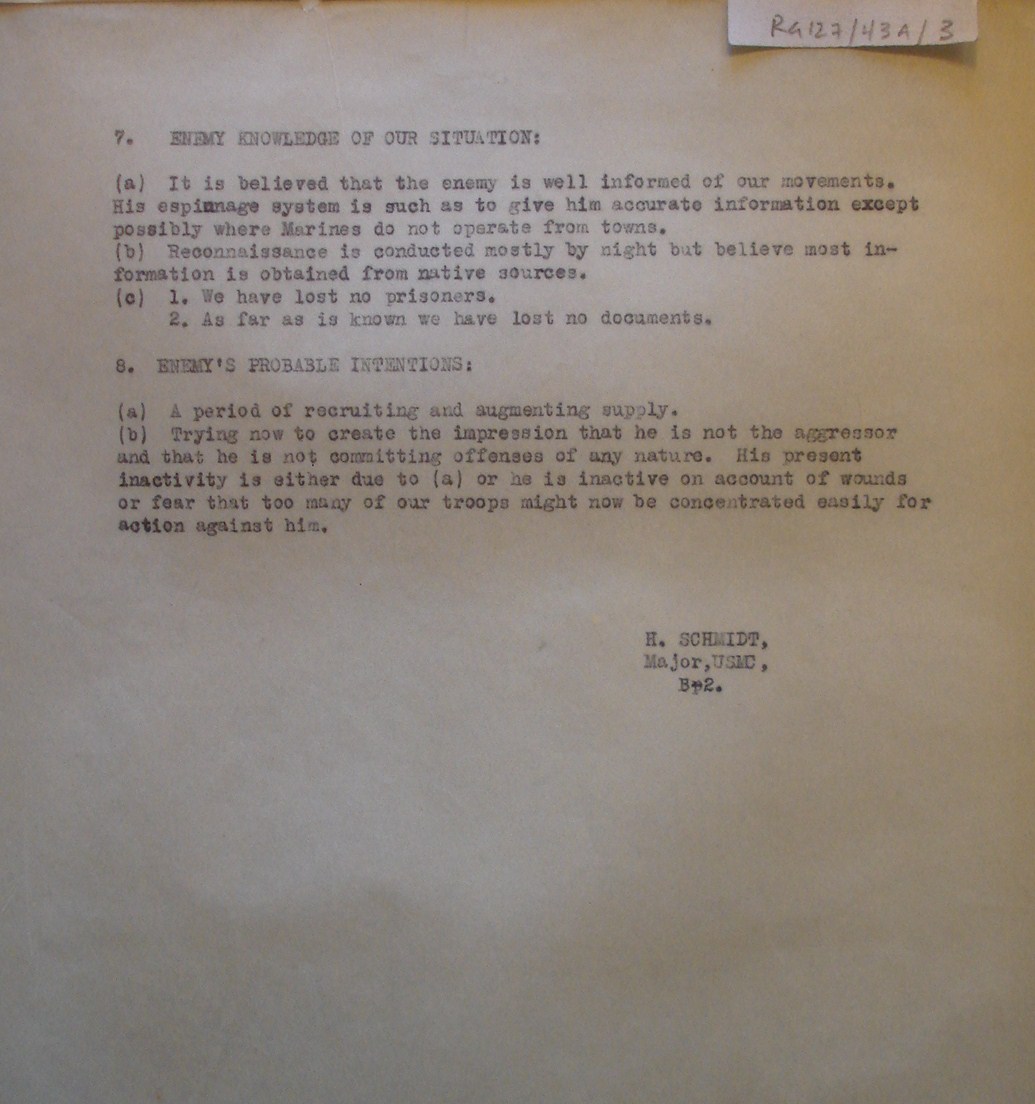 RG127/43A/3
7. ENEMY KNOWLEDGE OF OUR SITUATION:
(a) It is believed that the enemy is well informed of our movements.
His espinnage system is such as to give him accurate information except
possibly where Marines do not operate from towns.
(b) Reconnaissance is conducted mostly by night but believe most in-
formation is obtained from native sources.
(c) 1. We have lost no prisoners.
2. As far as is known we have lost no documents.
8. ENEMY'S PROBABLE INTENTIONS:
(a) A period of recruiting and augmenting supply.
(b) Trying now to create the impression that he is not the aggressor
and that he is not committing offenses of any nature. His present
inactivity is either due to (a) or he is inactive on account of wounds
or fear that too many of our troops might now be concentrated easily for
action against him.
H. SCHMIDT,
Major,USMC,
B-2.